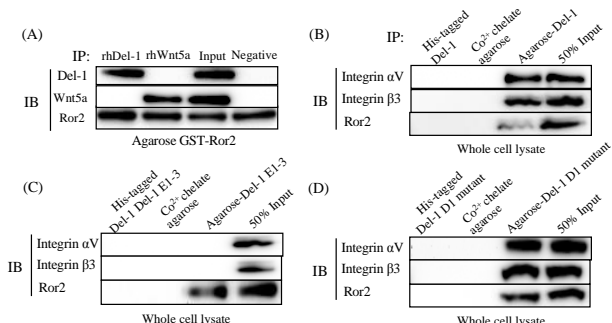 (A)
IP: rhDel-1 rhWnt5a Input Negative
IB
Del-1
Wnt5a
Ror2
Agarose GST-Ror2
(B)
IP:
His-tagged
Del-1
Co²⁺ chelate
agarose
Agarose-Del-1
50% Input
IB
Integrin αV
Integrin β3
Ror2
Whole cell lysate
(C)
His-tagged
Del-1 Del-1 E1-3
Co²⁺ chelate
agarose
Agarose-Del-1 E1-3
50% Input
IB
Integrin αV
Integrin β3
Ror2
Whole cell lysate
(D)
His-tagged
Del-1 D1 mutant
Co²⁺ chelate
agarose
Agarose-Del-1 D1 mutant
50% Input
IB
Integrin αV
Integrin β3
Ror2
Whole cell lysate